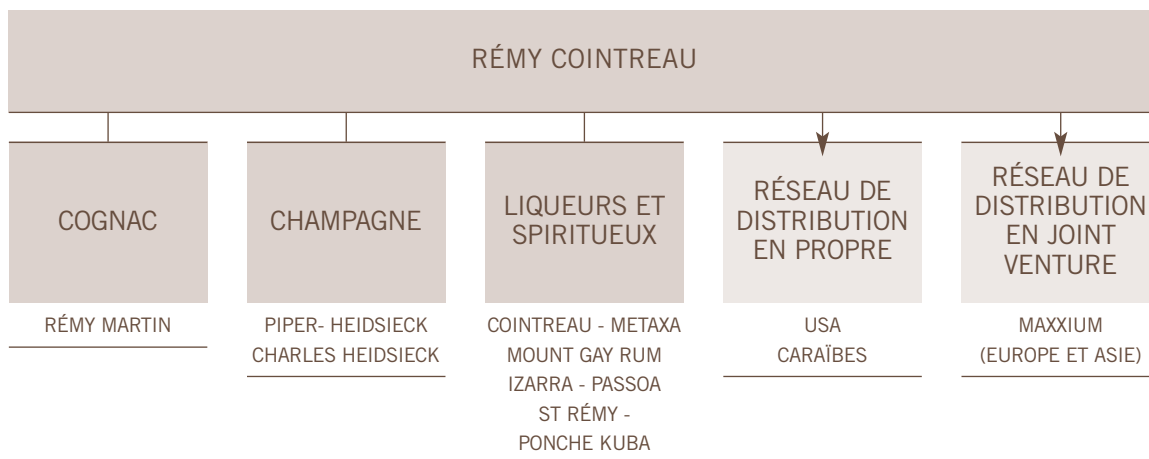 RÉMY COINTREAU
COGNAC
RÉMY MARTIN
CHAMPAGNE
PIPER- HEIDSIECK
CHARLES HEIDSIECK
LIQUEURS ET
SPIRITUEUX
COINTREAU - METAXA
MOUNT GAY RUM
IZARRA - PASSOA
ST RÉMY -
PONCHE KUBA
RÉSEAU DE
DISTRIBUTION
EN PROPRE
USA
CARAÏBES
RÉSEAU DE
DISTRIBUTION
EN JOINT
VENTURE
MAXXIUM
(EUROPE ET ASIE)